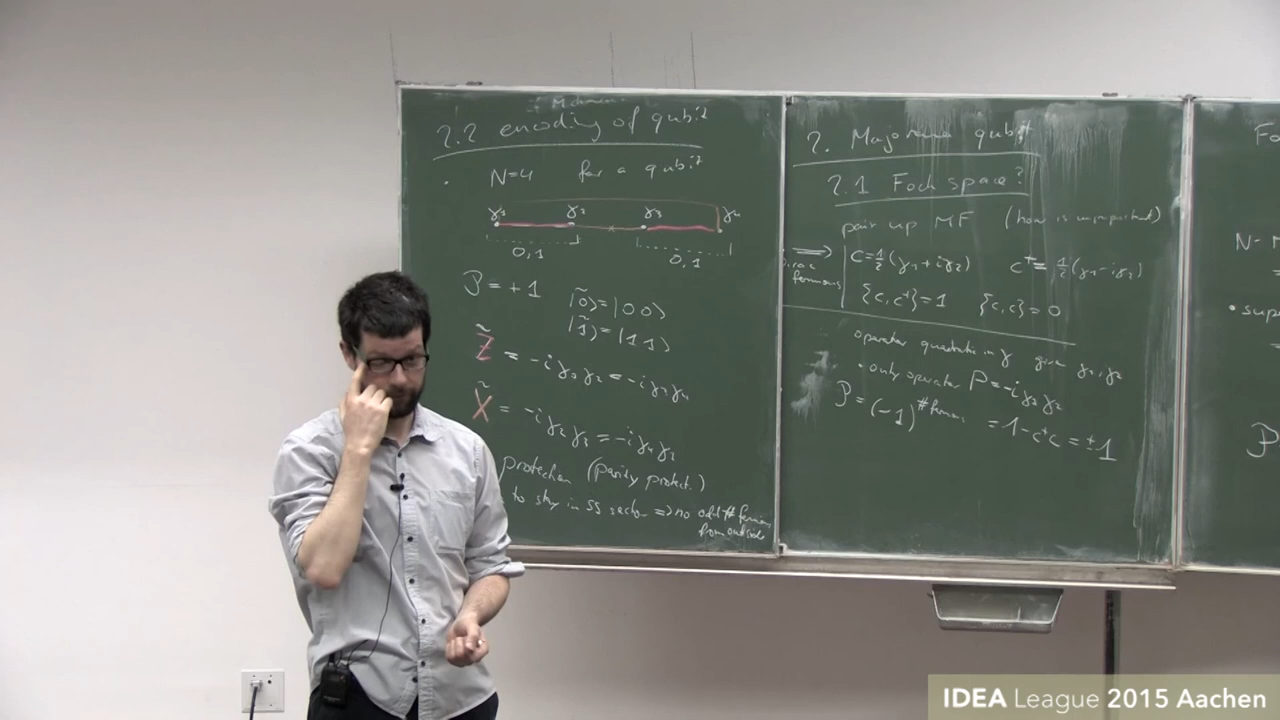 2.2 encoding of qubit
N=4 for a qubit
γ₁ γ₂ γ₃ γ₄
0,1 0,1
P = +1 |0̃⟩=|00⟩
|1̃⟩=|11⟩
Z̃ = -iγ₁γ₂ = -iγ₃γ₄
X̃ = -iγ₂γ₃ = -iγ₄γ₁
protection (parity protect.)
to stay in GS sector ⇒ no odd # fermions
from outside
2. Majorana qubit
2.1 Fock space?
pair up MF (how is unimportant)
⇒ c=½(γ₁+iγ₂) c⁺=½(γ₁-iγ₂)
Dirac fermions {c,c⁺}=1 {c,c}=0
operator quadratic in γ given γ₁,γ₂
• only operator P=-iγ₁γ₂
P=(-1)^# fermions = 1-c⁺c = ±1
Fo
N-
• sup
P
IDEA League 2015 Aachen